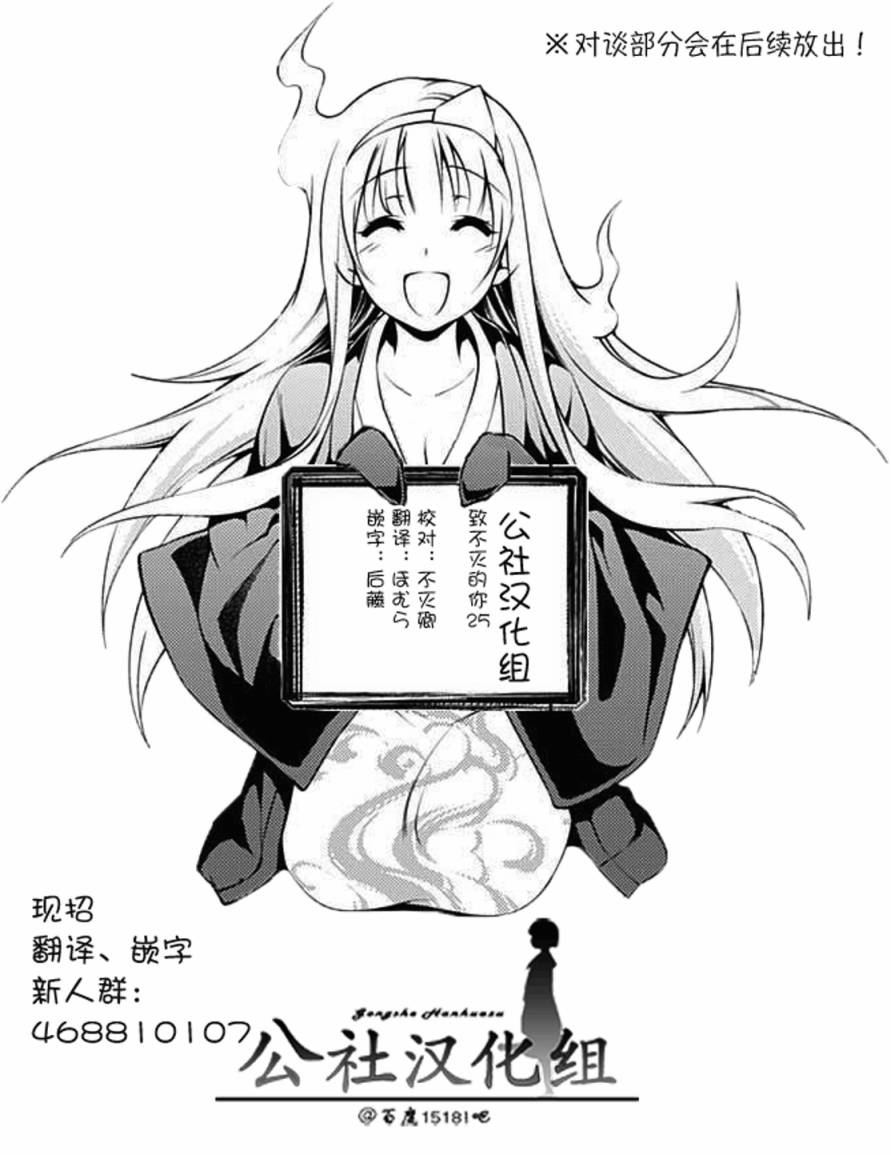 ※对谈部分会在后续放出！
公社汉化组
致不灭的你25
校对：不灭卿
翻译：ほむら
嵌字：后藤
现招
翻译、嵌字
新人群：
468810107
Gongshe Hanhuazu
公社汉化组
@百度15181吧